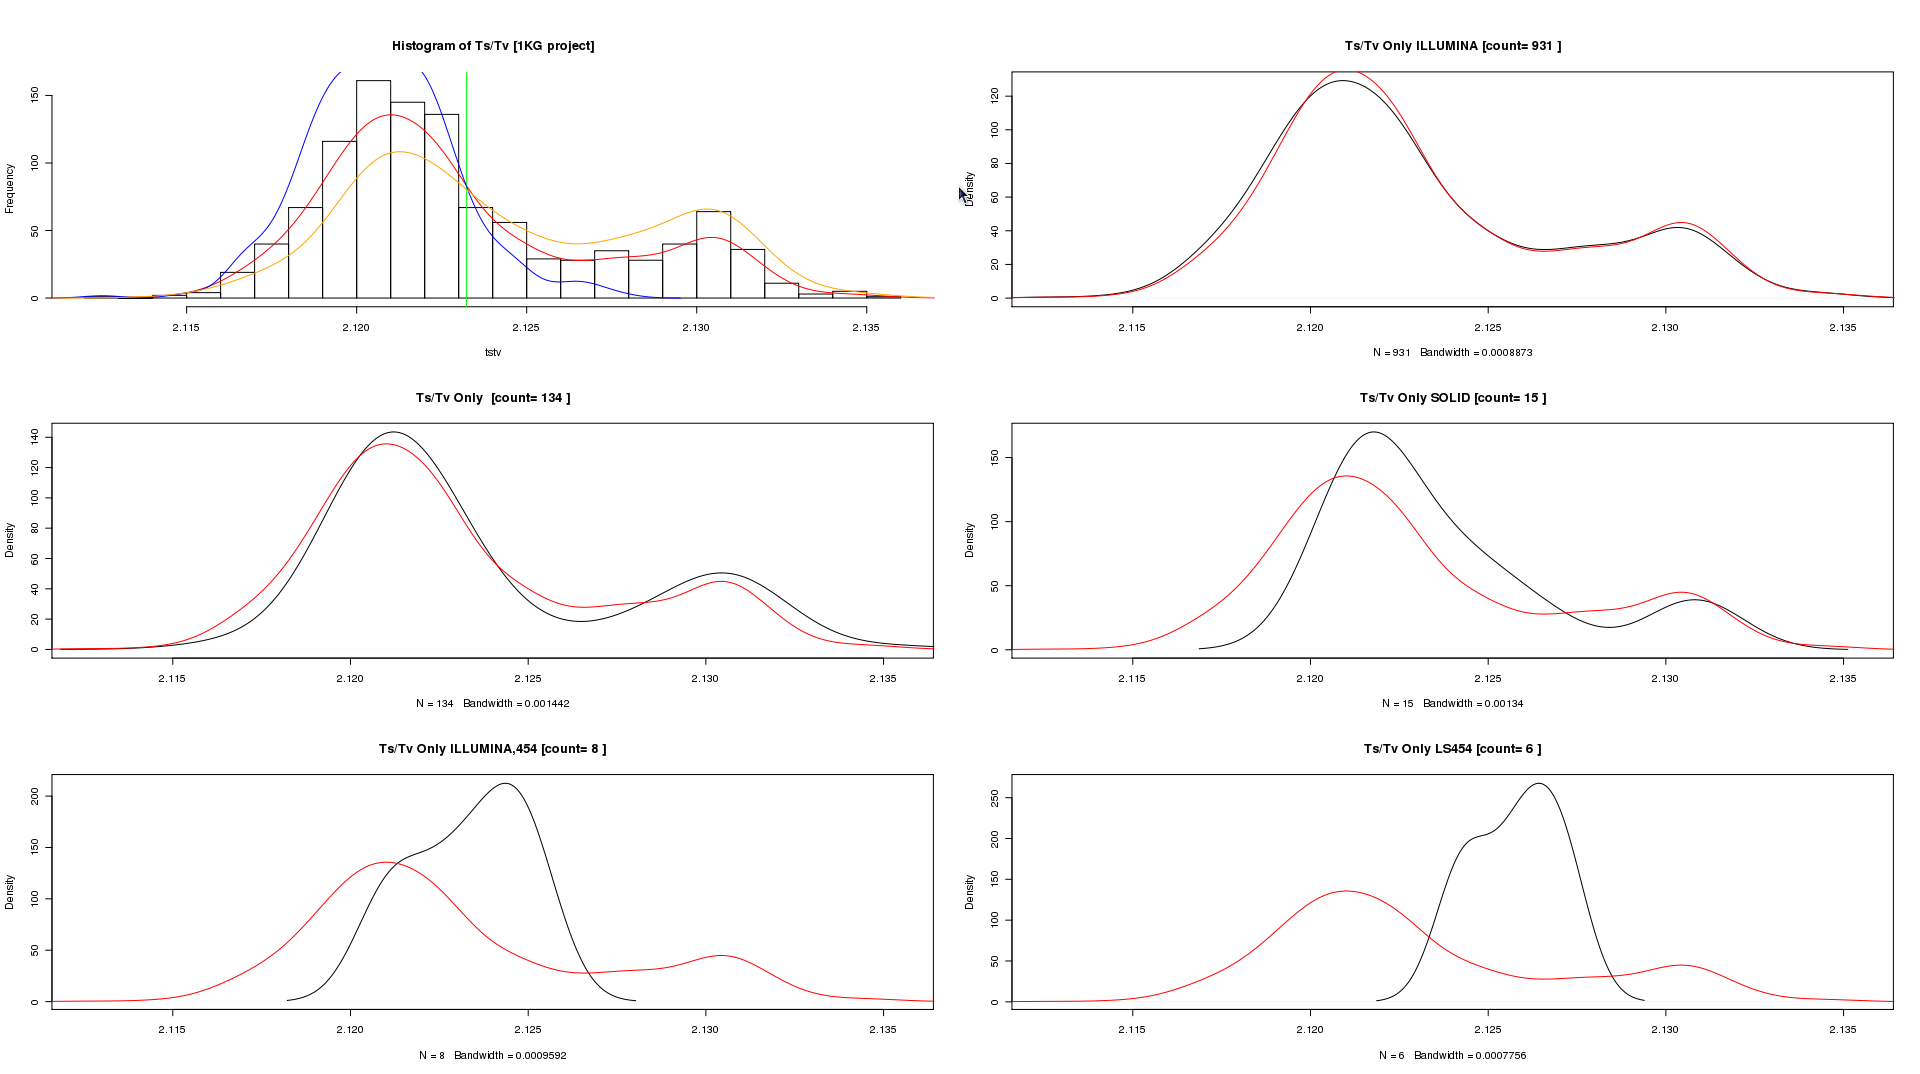 Histogram of Ts/Tv [1KG project]
Frequency
0 50 100 150
2.115 2.120 2.125 2.130 2.135
tstv
Ts/Tv Only ILLUMINA [count= 931 ]
Density
0 20 40 60 80 100 120
2.115 2.120 2.125 2.130 2.135
N = 931 Bandwidth = 0.0008873
Ts/Tv Only [count= 134 ]
Density
0 20 40 60 80 100 120 140
2.115 2.120 2.125 2.130 2.135
N = 134 Bandwidth = 0.001442
Ts/Tv Only SOLID [count= 15 ]
Density
0 50 100 150
2.115 2.120 2.125 2.130 2.135
N = 15 Bandwidth = 0.00134
Ts/Tv Only ILLUMINA,454 [count= 8 ]
Density
0 50 100 150 200
2.115 2.120 2.125 2.130 2.135
N = 8 Bandwidth = 0.0009592
Ts/Tv Only LS454 [count= 6 ]
Density
0 50 100 150 200 250
2.115 2.120 2.125 2.130 2.135
N = 6 Bandwidth = 0.0007756